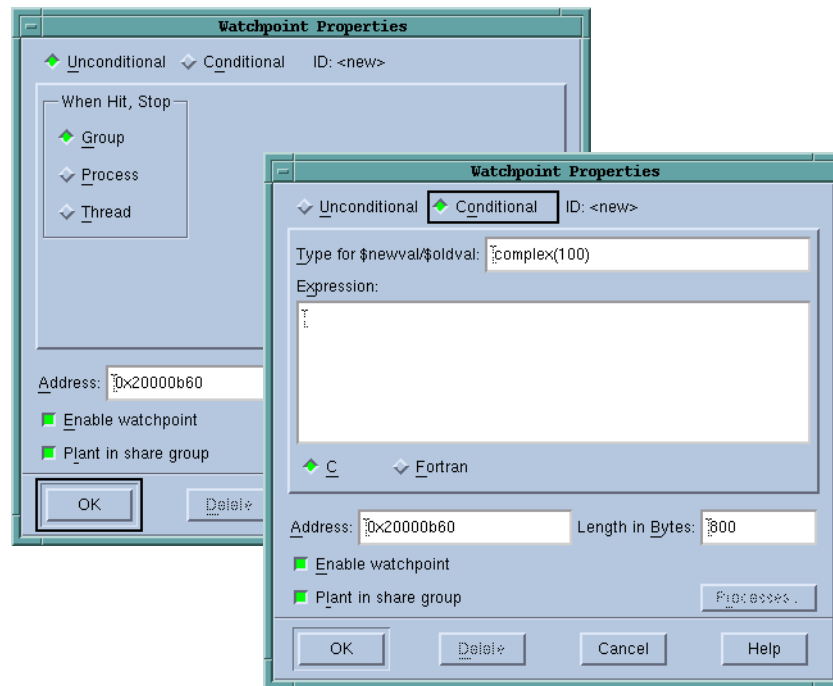 Watchpoint Properties
Unconditional Conditional ID: <new>
When Hit, Stop
Group
Process
Thread
Address: 0x20000b60
Enable watchpoint
Plant in share group
OK Delete
Watchpoint Properties
Unconditional Conditional ID: <new>
Type for $newval/$oldval: complex(100)
Expression:
C Fortran
Address: 0x20000b60 Length in Bytes: 800
Enable watchpoint
Plant in share group Processes.
OK Delete Cancel Help